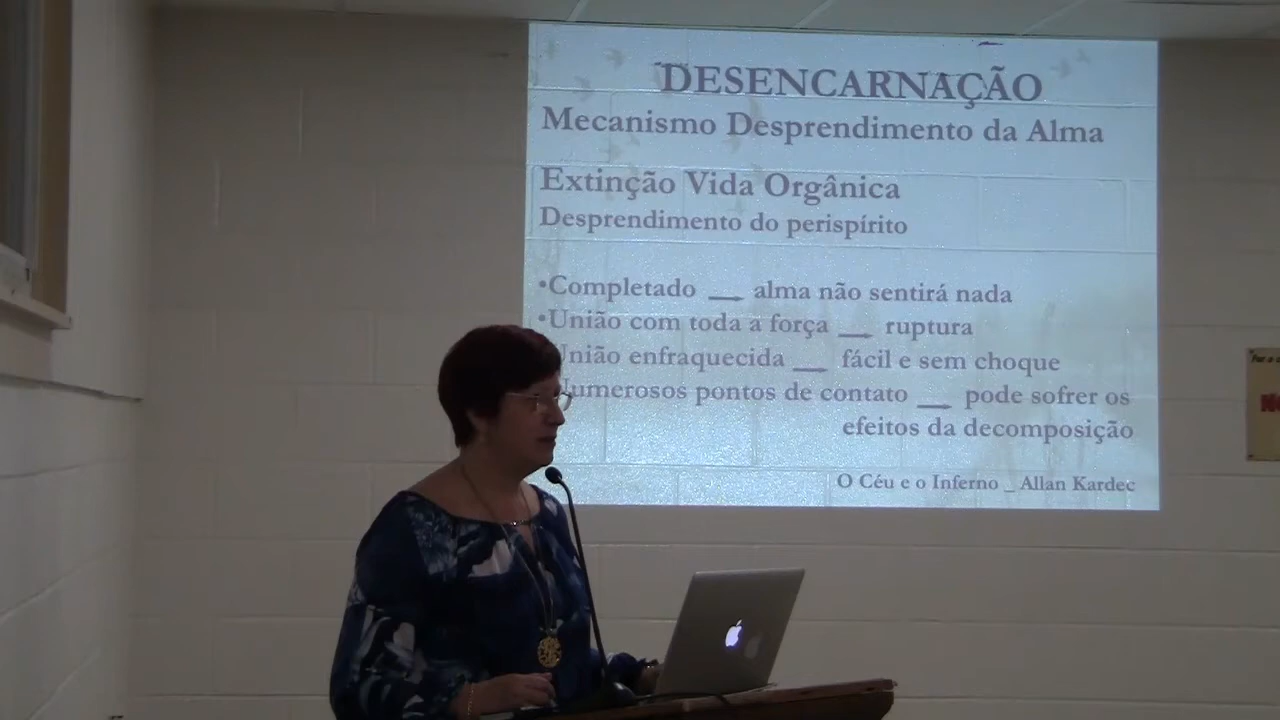 DESENCARNAÇÃO
Mecanismo Desprendimento da Alma
Extinção Vida Orgânica
Desprendimento do perispírito
•Completado → alma não sentirá nada
•União com toda a força → ruptura
União enfraquecida → fácil e sem choque
Numerosos pontos de contato → pode sofrer os
efeitos da decomposição
O Céu e o Inferno _ Allan Kardec